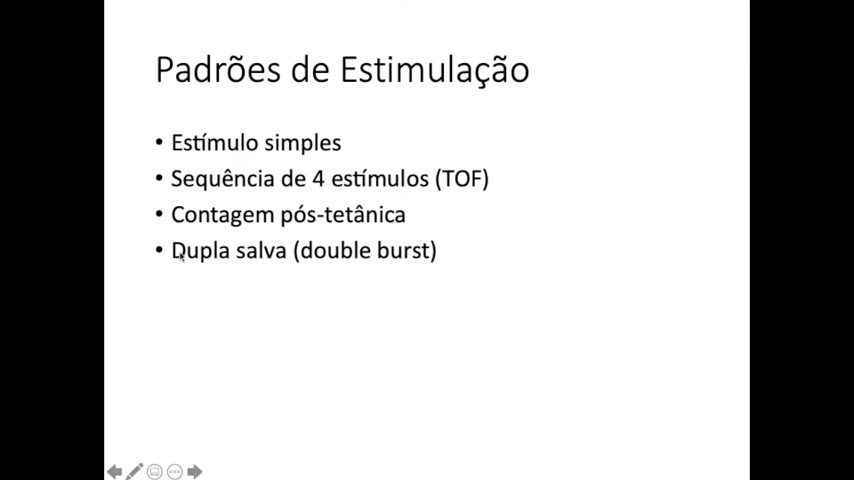 Padrões de Estimulação
• Estímulo simples
• Sequência de 4 estímulos (TOF)
• Contagem pós-tetânica
• Dupla salva (double burst)